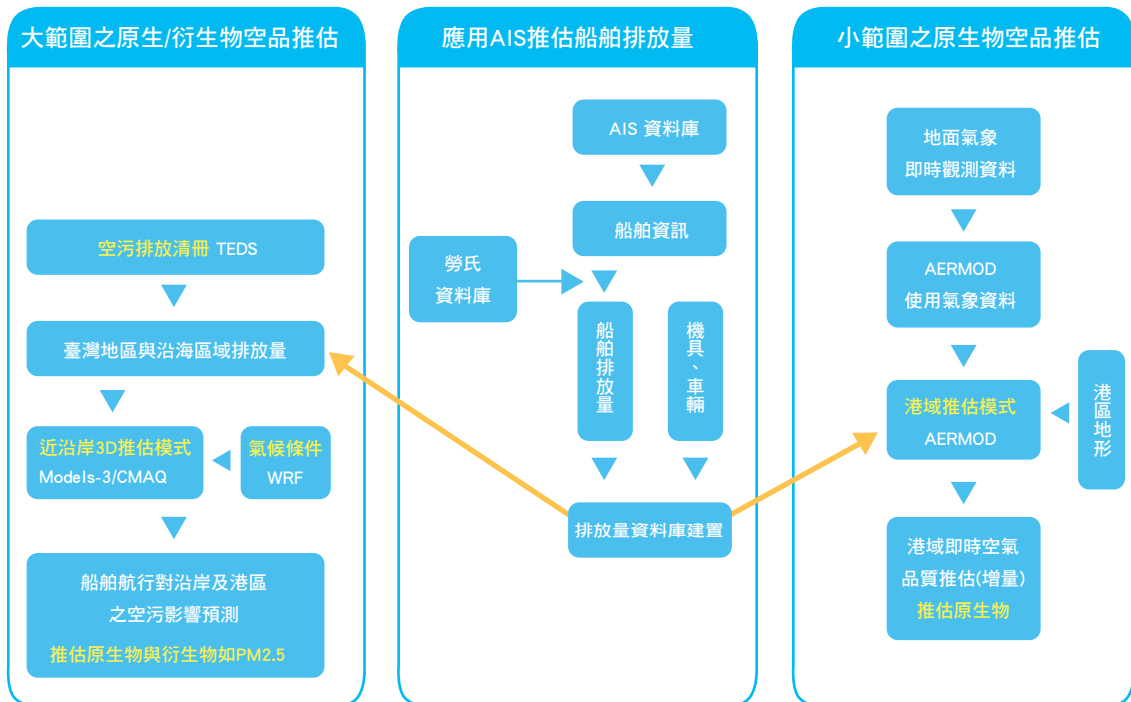 大範圍之原生/衍生物空品推估
空污排放清冊 TEDS
臺灣地區與沿海區域排放量
近沿岸3D推估模式
Models-3/CMAQ
氣候條件
WRF
船舶航行對沿岸及港區
之空污影響預測
推估原生物與衍生物如PM2.5
應用AIS推估船舶排放量
AIS 資料庫
船舶資訊
勞氏
資料庫
船舶排放量
機具、車輛
排放量資料庫建置
小範圍之原生物空品推估
地面氣象
即時觀測資料
AERMOD
使用氣象資料
港域推估模式
AERMOD
港區地形
港域即時空氣
品質推估(增量)
推估原生物